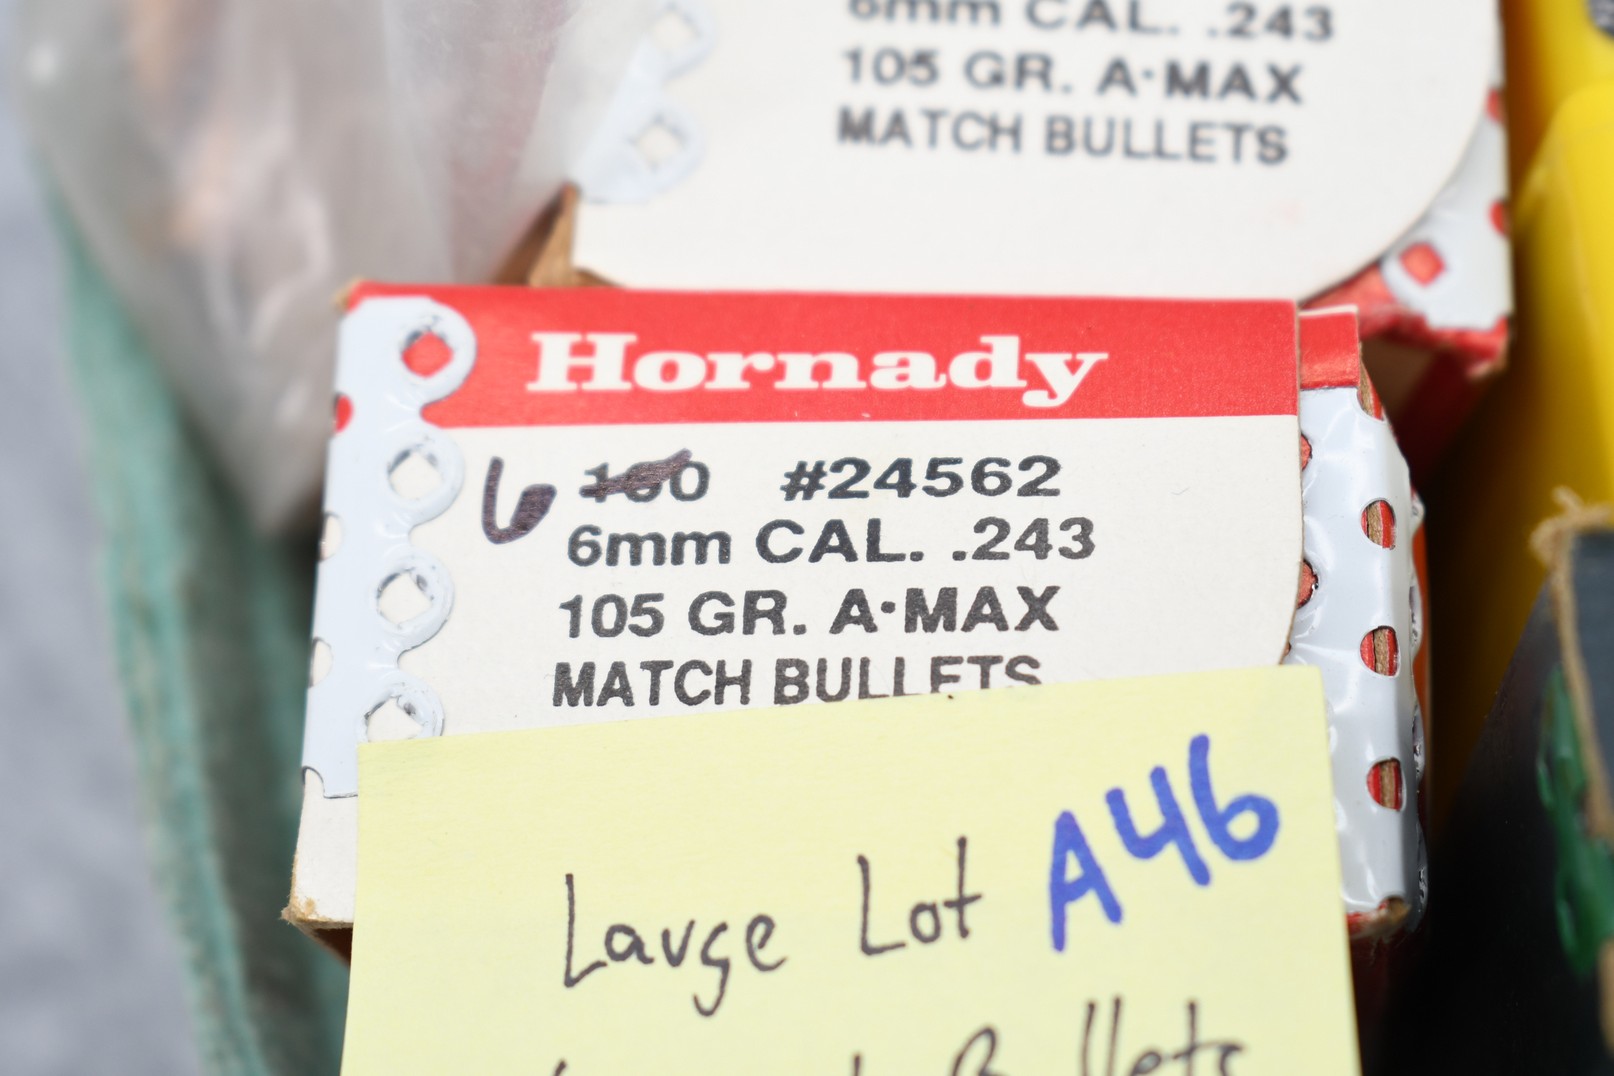 6mm CAL. .243
105 GR. A·MAX
MATCH BULLETS
Hornady
6 100 #24562
6mm CAL. .243
105 GR. A·MAX
MATCH BULLETS
Large Lot A46
Bullets